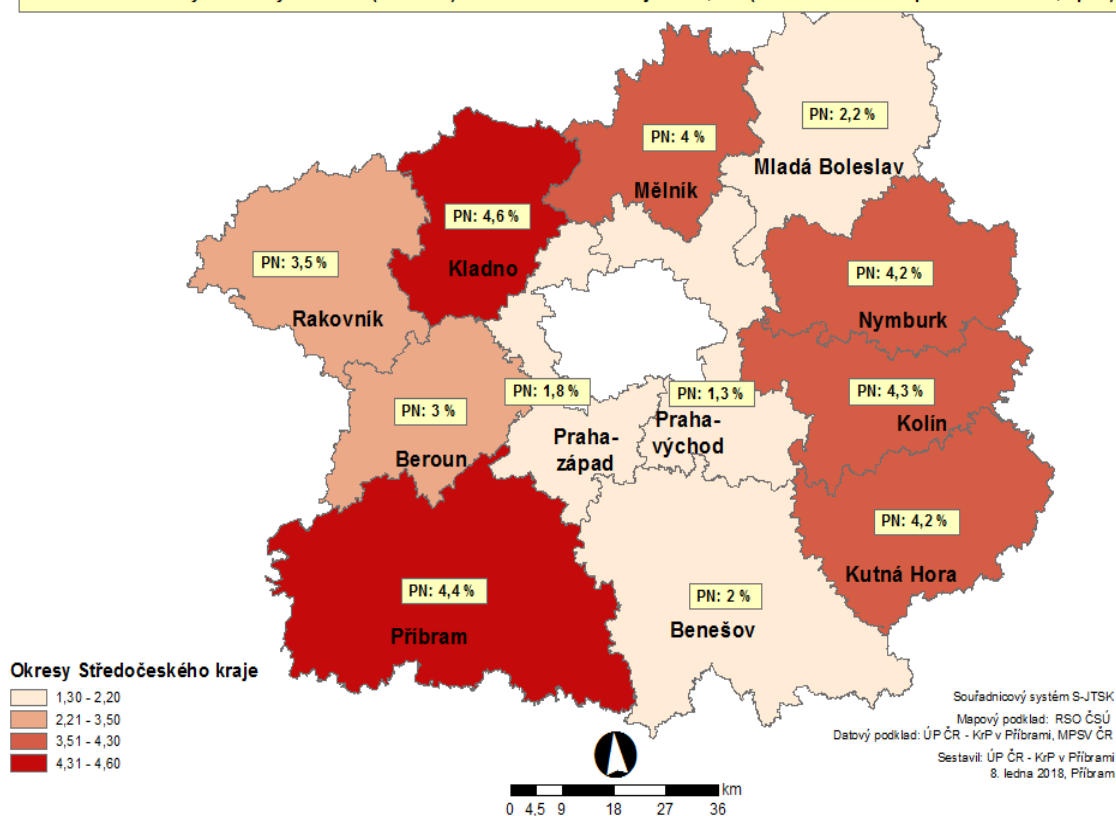 PN: 2,2 %
Mladá Boleslav
PN: 4 %
Mělník
PN: 4,6 %
Kladno
PN: 3,5 %
Rakovník
PN: 4,2 %
Nymburk
PN: 4,3 %
Kolín
PN: 1,8 %
Praha-
západ
PN: 1,3 %
Praha-
východ
PN: 3 %
Beroun
PN: 4,2 %
Kutná Hora
PN: 4,4 %
Příbram
PN: 2 %
Benešov
Okresy Středočeského kraje
1,30 - 2,20
2,21 - 3,50
3,51 - 4,30
4,31 - 4,60
Souřadnicový systém S-JTSK
Mapový podklad: RSO ČSÚ
Datový podklad: ÚP ČR - KrP v Příbrami, MPSV ČR
Sestavil: ÚP ČR - KrP v Příbrami
8. ledna 2018, Příbram
km
0 4,5 9 18 27 36